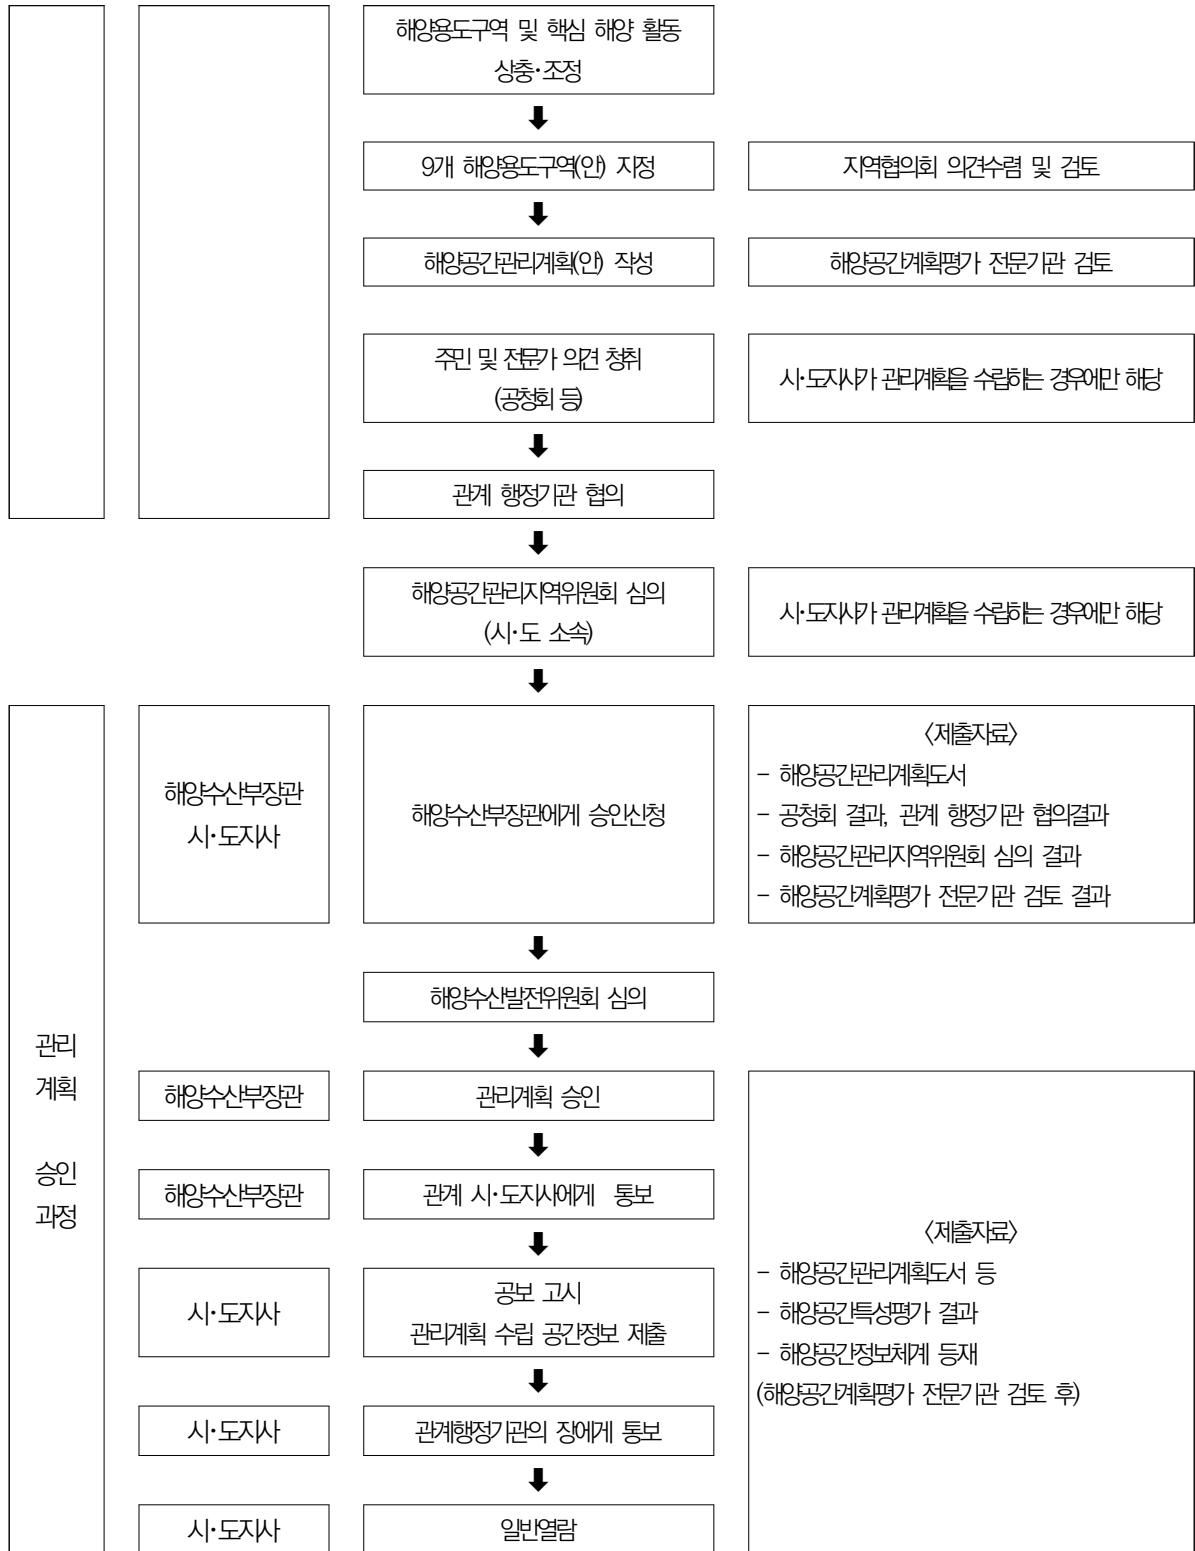 해양용도구역 및 핵심 해양 활동
상충·조정
9개 해양용도구역(안) 지정
지역협의회 의견수렴 및 검토
해양공간관리계획(안) 작성
해양공간계획평가 전문기관 검토
주민 및 전문가 의견 청취
(공청회 등)
시·도지사가 관리계획을 수립하는 경우에만 해당
관계 행정기관 협의
해양공간관리지역위원회 심의
(시·도 소속)
시·도지사가 관리계획을 수립하는 경우에만 해당
관리
계획
승인
과정
해양수산부장관
시·도지사
해양수산부장관에게 승인신청
〈제출자료〉
- 해양공간관리계획도서
- 공청회 결과, 관계 행정기관 협의결과
- 해양공간관리지역위원회 심의 결과
- 해양공간계획평가 전문기관 검토 결과
해양수산발전위원회 심의
해양수산부장관
관리계획 승인
해양수산부장관
관계 시·도지사에게 통보
시·도지사
공보 고시
관리계획 수립 공간정보 제출
시·도지사
관계행정기관의 장에게 통보
시·도지사
일반열람
〈제출자료〉
- 해양공간관리계획도서 등
- 해양공간특성평가 결과
- 해양공간정보체계 등재
(해양공간계획평가 전문기관 검토 후)